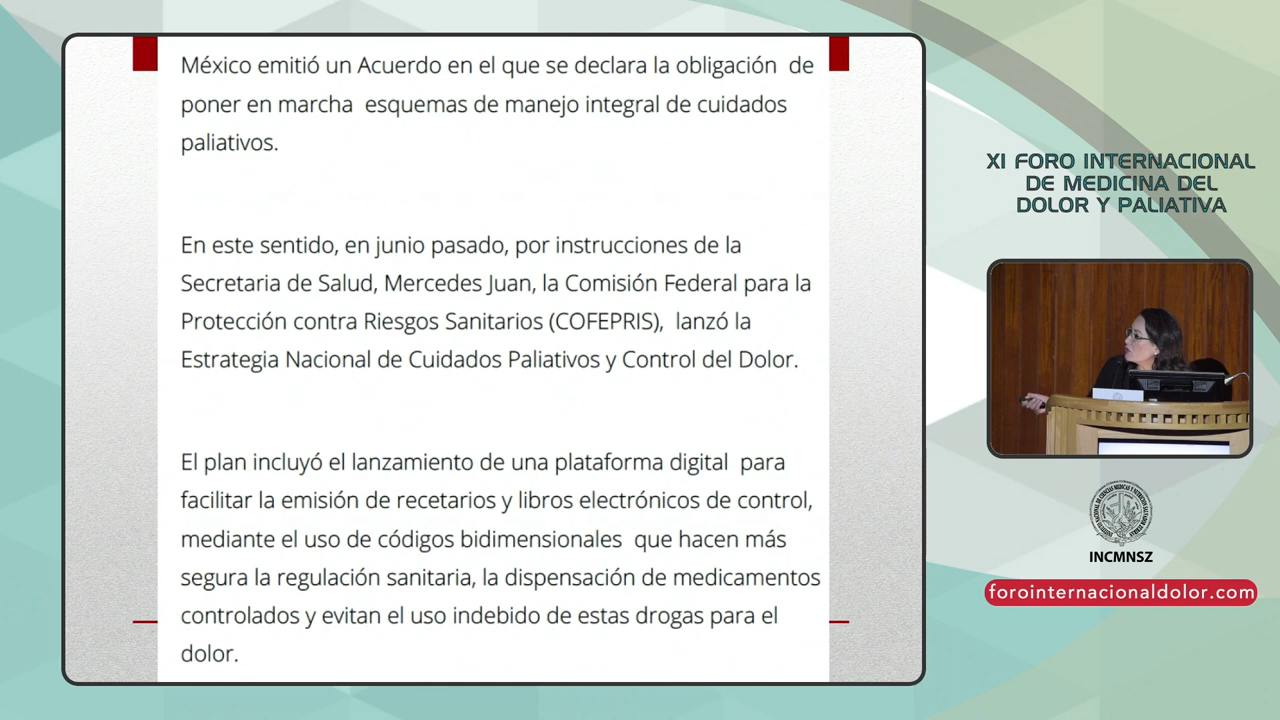 México emitió un Acuerdo en el que se declara la obligación de
poner en marcha esquemas de manejo integral de cuidados
paliativos.
En este sentido, en junio pasado, por instrucciones de la
Secretaria de Salud, Mercedes Juan, la Comisión Federal para la
Protección contra Riesgos Sanitarios (COFEPRIS), lanzó la
Estrategia Nacional de Cuidados Paliativos y Control del Dolor.
El plan incluyó el lanzamiento de una plataforma digital para
facilitar la emisión de recetarios y libros electrónicos de control,
mediante el uso de códigos bidimensionales que hacen más
segura la regulación sanitaria, la dispensación de medicamentos
controlados y evitan el uso indebido de estas drogas para el
dolor.
XI FORO INTERNACIONAL
DE MEDICINA DEL
DOLOR Y PALIATIVA
INCMNSZ
forointernacionaldolor.com